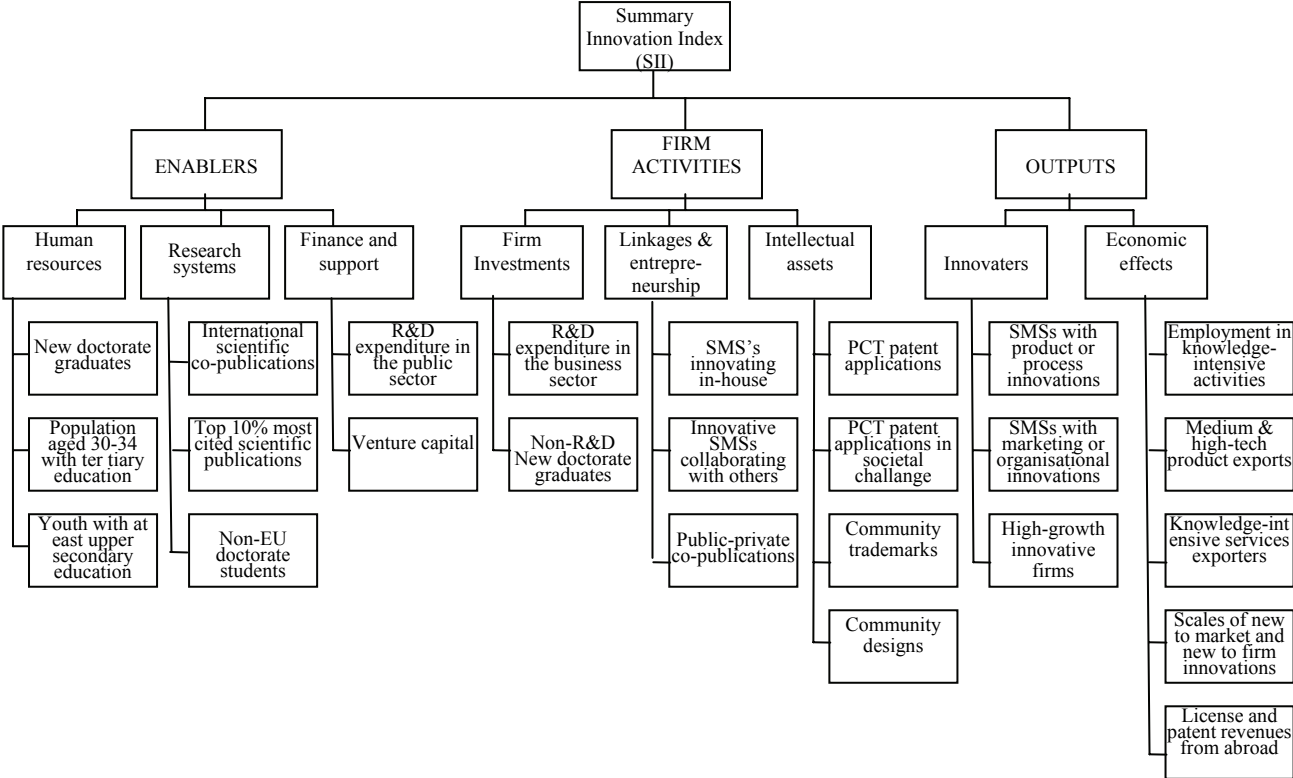 Summary
Innovation Index
(SII)
ENABLERS
FIRM
ACTIVITIES
OUTPUTS
Human
resources
Research
systems
Finance and
support
Firm
Investments
Linkages &
entrepre-
neurship
Intellectual
assets
Innovaters
Economic
effects
New doctorate
graduates
Population
aged 30-34
with ter tiary
education
Youth with at
east upper
secondary
education
International
scientific
co-publications
Top 10% most
cited scientific
publications
Non-EU
doctorate
students
R&D
expenditure in
the public
sector
Venture capital
R&D
expenditure in
the business
sector
Non-R&D
New doctorate
graduates
SMS’s
innovating
in-house
Innovative
SMSs
collaborating
with others
Public-private
co-publications
PCT patent
applications
PCT patent
applications in
societal
challange
Community
trademarks
Community
designs
SMSs with
product or
process
innovations
SMSs with
marketing or
organisational
innovations
High-growth
innovative
firms
Employment in
knowledge-
intensive
activities
Medium &
high-tech
product exports
Knowledge-int
ensive services
exporters
Scales of new
to market and
new to firm
innovations
License and
patent revenues
from abroad